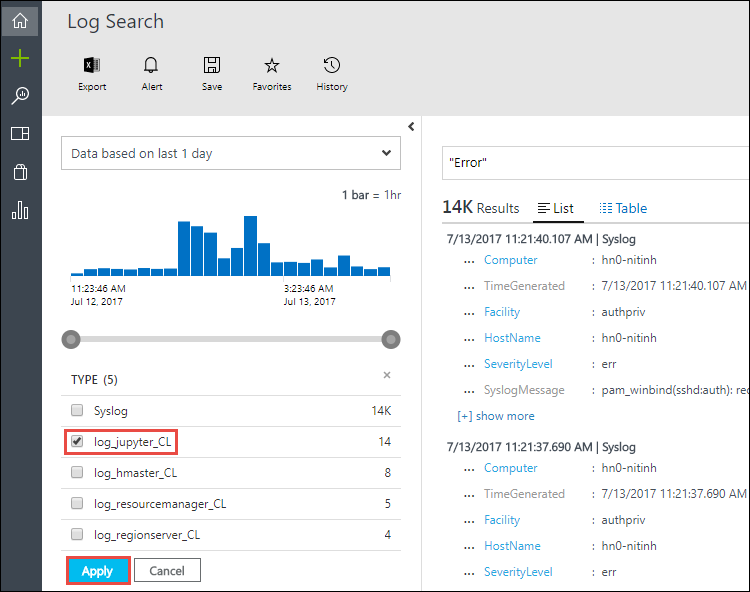 Log Search
Export Alert Save Favorites History
Data based on last 1 day
1 bar = 1hr
11:23:46 AM
Jul 12, 2017
3:23:46 AM
Jul 13, 2017
TYPE (5)
Syslog 14K
log_jupyter_CL 14
log_hmaster_CL 8
log_resourcemanager_CL 5
log_regionserver_CL 4
Apply Cancel
"Error"
14K Results List Table
7/13/2017 11:21:40.107 AM | Syslog
... Computer : hn0-nitinh
... TimeGenerated : 7/13/2017 11:21:40.107 AM
... Facility : authpriv
... HostName : hn0-nitinh
... SeverityLevel : err
... SyslogMessage : pam_winbind(sshd:auth): rec
[+] show more
7/13/2017 11:21:37.690 AM | Syslog
... Computer : hn0-nitinh
... TimeGenerated : 7/13/2017 11:21:37.690 AM
... Facility : authpriv
... HostName : hn0-nitinh
... SeverityLevel : err